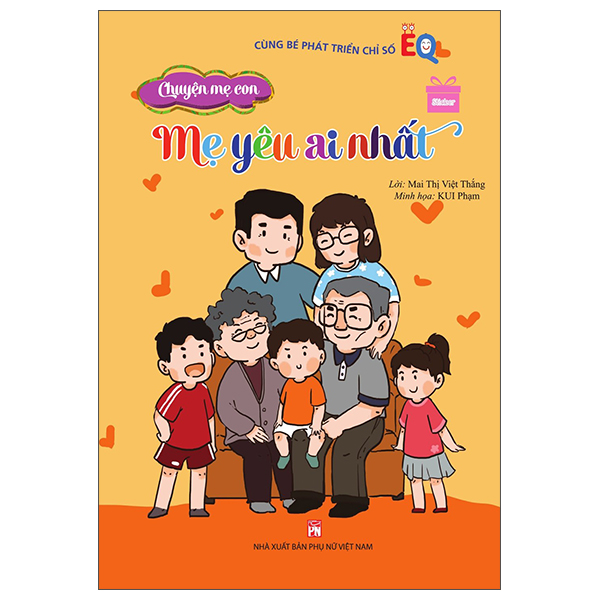 CÙNG BÉ PHÁT TRIỂN CHỈ SỐ EQ
Chuyện mẹ con
Sticker
Mẹ yêu ai nhất
Lời: Mai Thị Việt Thắng
Minh họa: KUI Phạm
PN
NHÀ XUẤT BẢN PHỤ NỮ VIỆT NAM